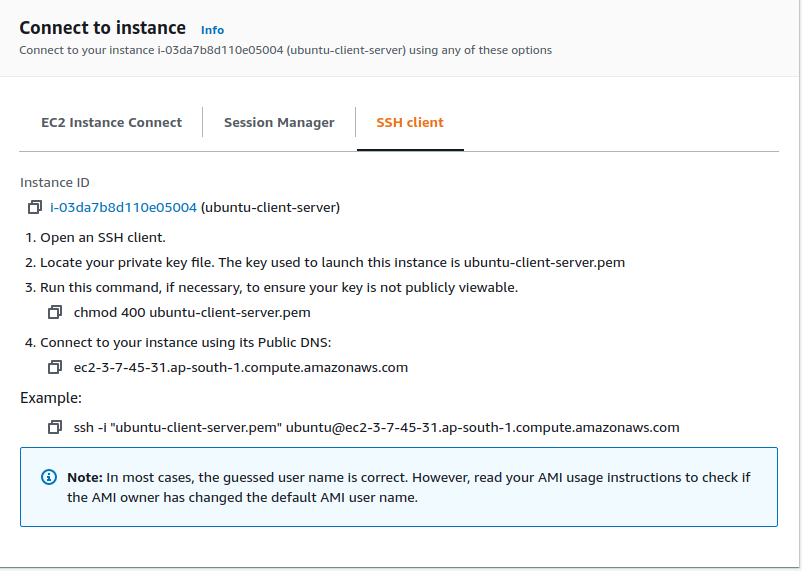 Connect to instance Info
Connect to your instance i-03da7b8d110e05004 (ubuntu-client-server) using any of these options
EC2 Instance Connect Session Manager SSH client
Instance ID
i-03da7b8d110e05004 (ubuntu-client-server)
1. Open an SSH client.
2. Locate your private key file. The key used to launch this instance is ubuntu-client-server.pem
3. Run this command, if necessary, to ensure your key is not publicly viewable.
chmod 400 ubuntu-client-server.pem
4. Connect to your instance using its Public DNS:
ec2-3-7-45-31.ap-south-1.compute.amazonaws.com
Example:
ssh -i "ubuntu-client-server.pem" ubuntu@ec2-3-7-45-31.ap-south-1.compute.amazonaws.com
Note: In most cases, the guessed user name is correct. However, read your AMI usage instructions to check if
the AMI owner has changed the default AMI user name.